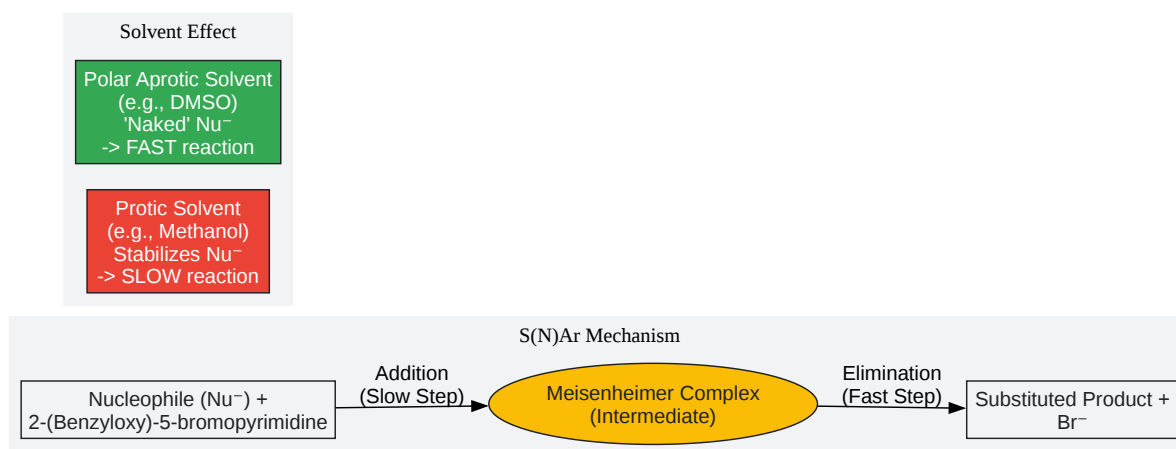 Solvent Effect
Polar Aprotic Solvent
(e.g., DMSO)
'Naked' Nu⁻
-> FAST reaction
Protic Solvent
(e.g., Methanol)
Stabilizes Nu⁻
-> SLOW reaction
S(N)Ar Mechanism
Nucleophile (Nu⁻) +
2-(Benzyloxy)-5-bromopyrimidine
Addition
(Slow Step)
Meisenheimer Complex
(Intermediate)
Elimination
(Fast Step)
Substituted Product +
Br⁻